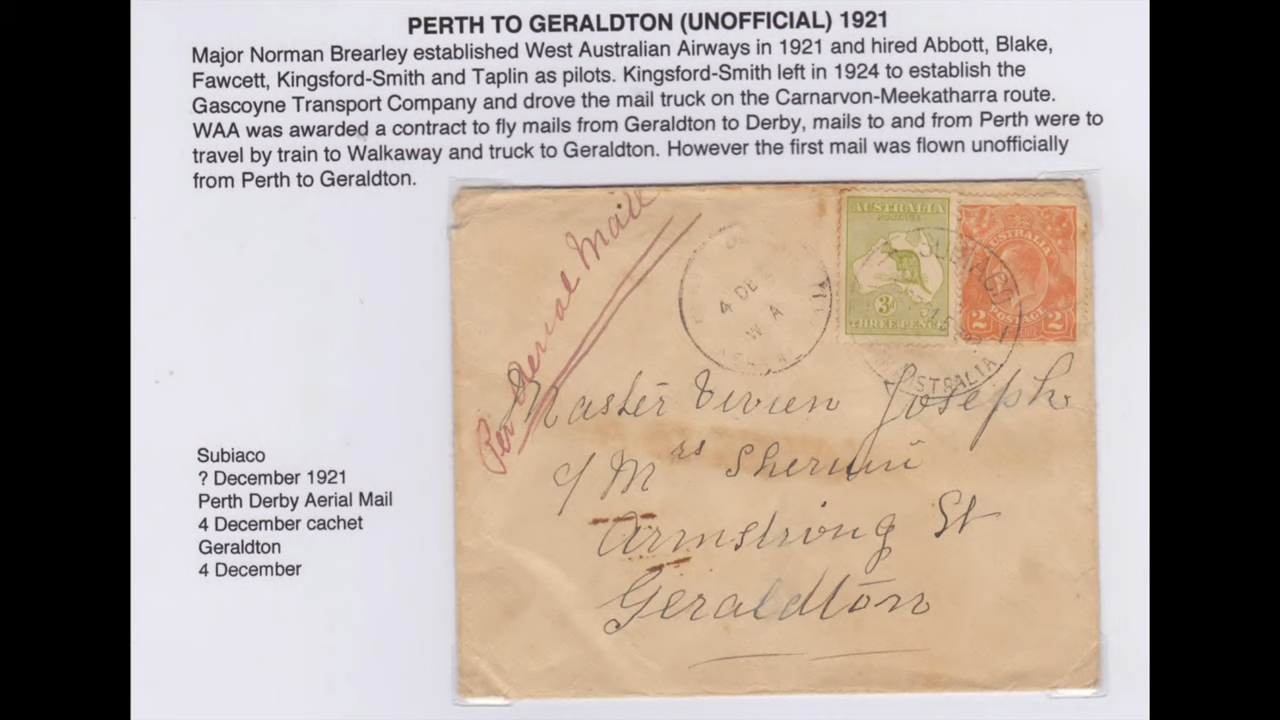 PERTH TO GERALDTON (UNOFFICIAL) 1921
Major Norman Brearley established West Australian Airways in 1921 and hired Abbott, Blake,
Fawcett, Kingsford-Smith and Taplin as pilots. Kingsford-Smith left in 1924 to establish the
Gascoyne Transport Company and drove the mail truck on the Carnarvon-Meekatharra route.
WAA was awarded a contract to fly mails from Geraldton to Derby, mails to and from Perth were to
travel by train to Walkaway and truck to Geraldton. However the first mail was flown unofficially
from Perth to Geraldton.
Per Aerial Mail
4 DE
W A
AUSTRALIA
POSTAGE
3d
THREE PENCE
AUSTRALIA
2 POSTAGE 2
SUBIACO
AUSTRALIA
Master Vivien Joseph
c/ Mrs Sherwin
Armstrong St
Geraldton
Subiaco
? December 1921
Perth Derby Aerial Mail
4 December cachet
Geraldton
4 December